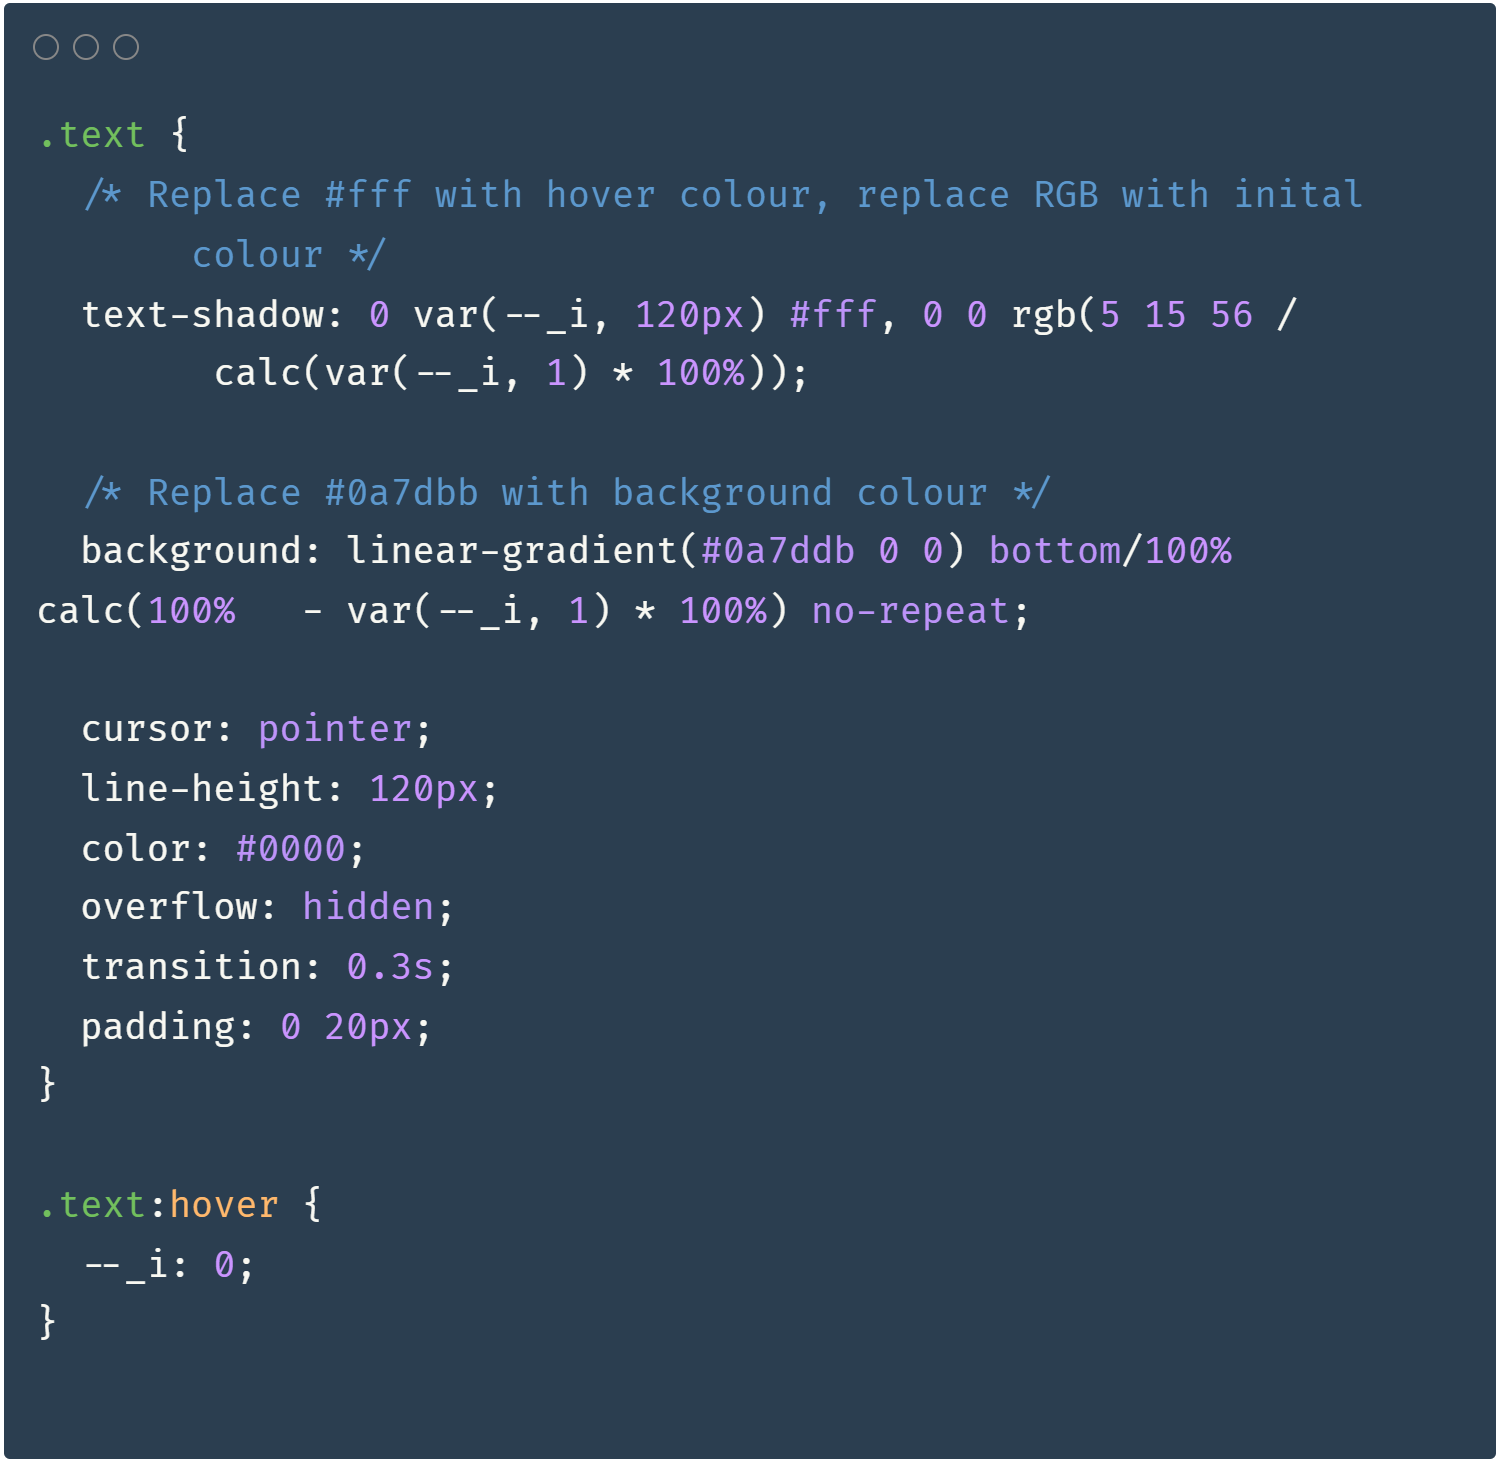 .text {
  /* Replace #fff with hover colour, replace RGB with inital
       colour */
  text-shadow: 0 var(--_i, 120px) #fff, 0 0 rgb(5 15 56 /
        calc(var(--_i, 1) * 100%));

  /* Replace #0a7dbb with background colour */
  background: linear-gradient(#0a7ddb 0 0) bottom/100%
calc(100%   - var(--_i, 1) * 100%) no-repeat;

  cursor: pointer;
  line-height: 120px;
  color: #0000;
  overflow: hidden;
  transition: 0.3s;
  padding: 0 20px;
}

.text:hover {
  --_i: 0;
}